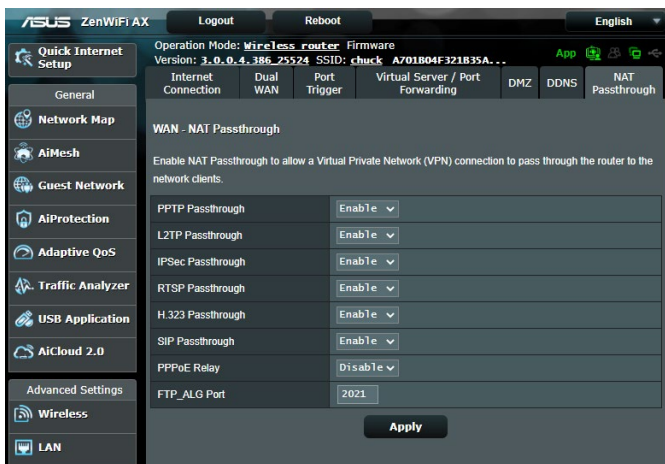 ASUS ZenWiFi AX Logout Reboot English
Quick Internet Setup
Operation Mode: Wireless router Firmware
Version: 3.0.0.4.386_25524 SSID: chuck A701B04F321B35A...
App
Internet Connection Dual WAN Port Trigger Virtual Server / Port Forwarding DMZ DDNS NAT Passthrough
General
Network Map
AiMesh
Guest Network
AiProtection
Adaptive QoS
Traffic Analyzer
USB Application
AiCloud 2.0
Advanced Settings
Wireless
LAN
WAN - NAT Passthrough
Enable NAT Passthrough to allow a Virtual Private Network (VPN) connection to pass through the router to the
network clients.
PPTP Passthrough Enable
L2TP Passthrough Enable
IPSec Passthrough Enable
RTSP Passthrough Enable
H.323 Passthrough Enable
SIP Passthrough Enable
PPPoE Relay Disable
FTP_ALG Port 2021
Apply